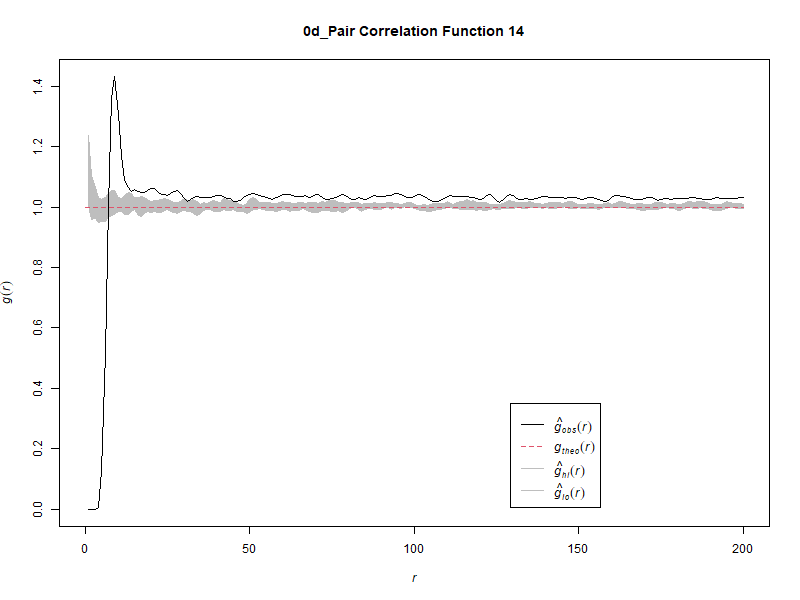 0d_Pair Correlation Function 14
g(r)
1.4
1.2
1.0
0.8
0.6
0.4
0.2
0.0
0 50 100 150 200
r
ĝobs(r)
gtheo(r)
ĝhi(r)
ĝlo(r)